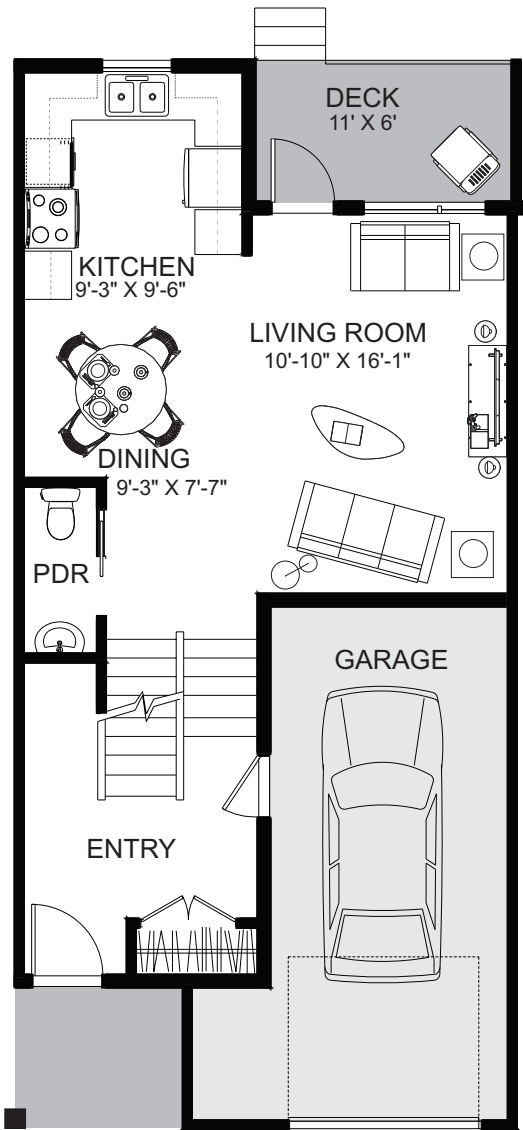 DECK
11' X 6'
KITCHEN
9'-3" X 9'-6"
LIVING ROOM
10'-10" X 16'-1"
DINING
9'-3" X 7'-7"
PDR
GARAGE
ENTRY